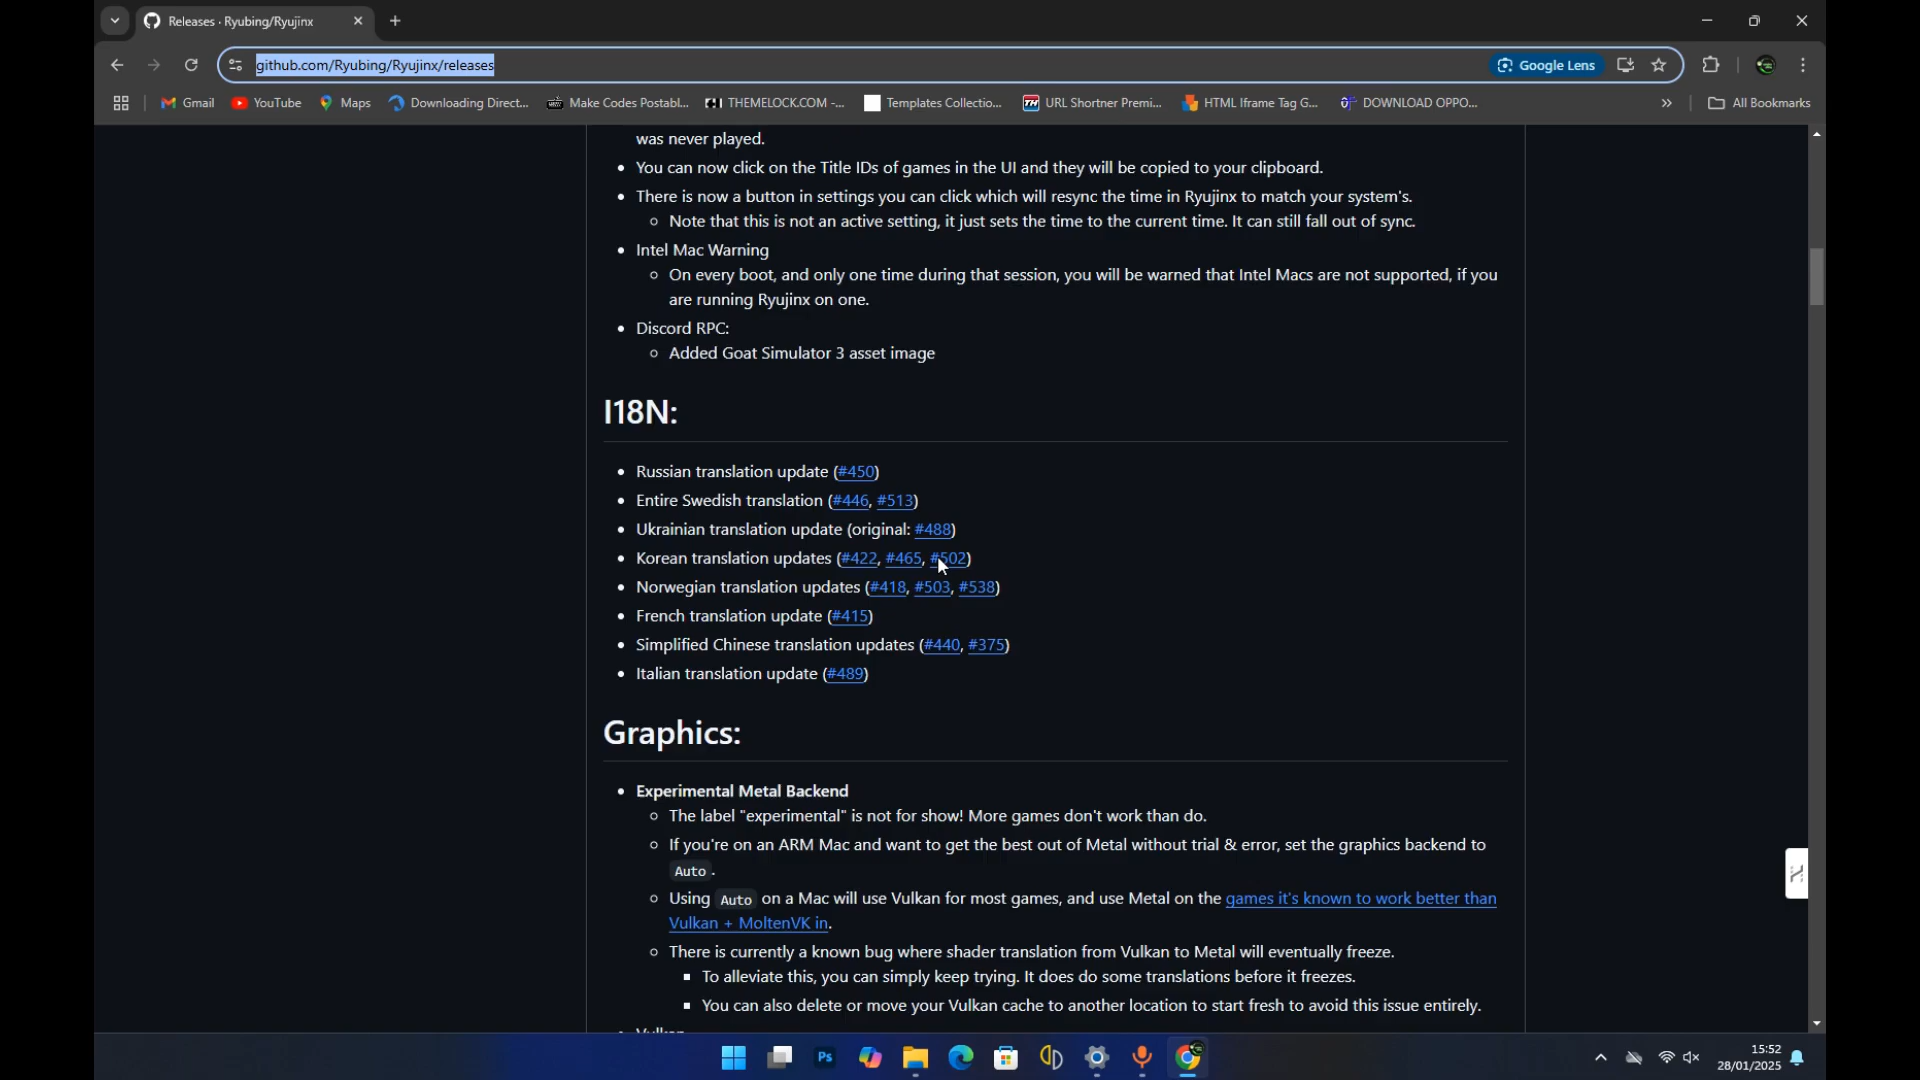 Releases · Ryubing/Ryujinx
github.com/Ryubing/Ryujinx/releases
Google Lens
Gmail
YouTube
Maps
Downloading Direct...
Make Codes Postabl...
THEMELOCK.COM -...
Templates Collectio...
URL Shortner Premi...
HTML Iframe Tag G...
DOWNLOAD OPPO...
All Bookmarks
was never played.
You can now click on the Title IDs of games in the UI and they will be copied to your clipboard.
There is now a button in settings you can click which will resync the time in Ryujinx to match your system's.
Note that this is not an active setting, it just sets the time to the current time. It can still fall out of sync.
Intel Mac Warning
On every boot, and only one time during that session, you will be warned that Intel Macs are not supported, if you
are running Ryujinx on one.
Discord RPC:
Added Goat Simulator 3 asset image
I18N:
Russian translation update (#450)
Entire Swedish translation (#446, #513)
Ukrainian translation update (original: #488)
Korean translation updates (#422, #465, #502)
Norwegian translation updates (#418, #503, #538)
French translation update (#415)
Simplified Chinese translation updates (#440, #375)
Italian translation update (#489)
Graphics:
Experimental Metal Backend
The label "experimental" is not for show! More games don't work than do.
If you're on an ARM Mac and want to get the best out of Metal without trial & error, set the graphics backend to
Auto.
Using Auto on a Mac will use Vulkan for most games, and use Metal on the games it's known to work better than
Vulkan + MoltenVK in.
There is currently a known bug where shader translation from Vulkan to Metal will eventually freeze.
To alleviate this, you can simply keep trying. It does do some translations before it freezes.
You can also delete or move your Vulkan cache to another location to start fresh to avoid this issue entirely.
Vulkan
Ps
15:52
28/01/2025